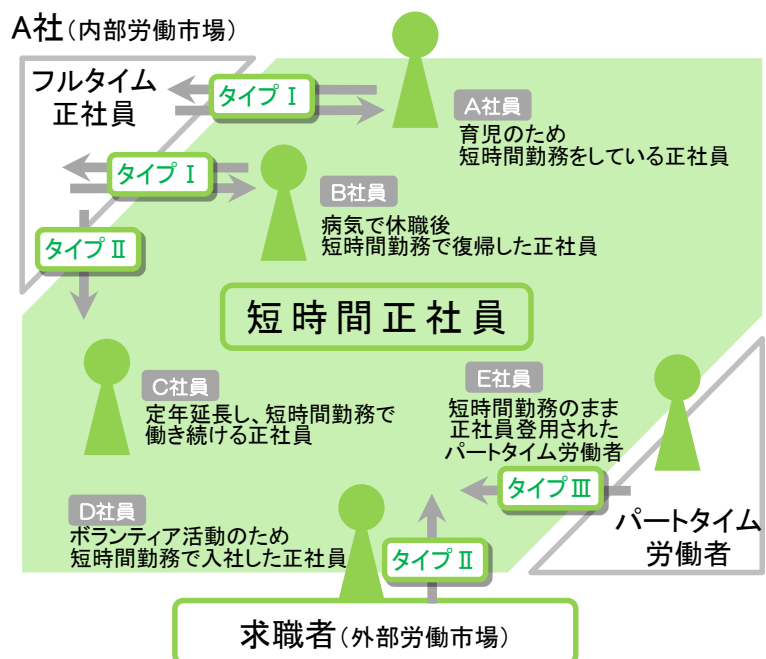 A社(内部労働市場)
フルタイム
正社員
タイプⅠ
A社員
育児のため
短時間勤務をしている正社員
タイプⅠ
B社員
病気で休職後
短時間勤務で復帰した正社員
タイプⅡ
短時間正社員
C社員
定年延長し、短時間勤務で
働き続ける正社員
E社員
短時間勤務のまま
正社員登用された
パートタイム労働者
タイプⅢ
パートタイム
労働者
D社員
ボランティア活動のため
短時間勤務で入社した正社員
タイプⅡ
求職者(外部労働市場)